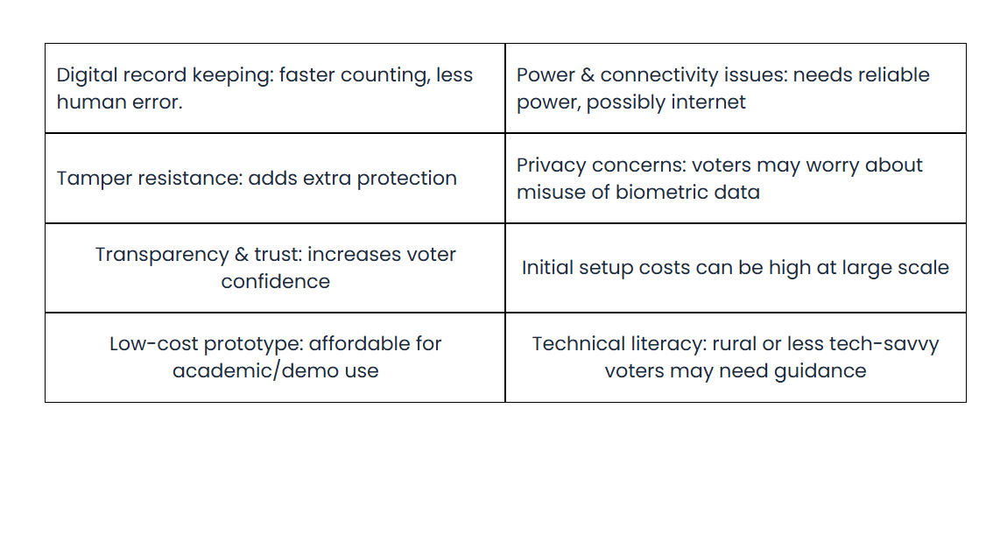 Digital record keeping: faster counting, less
human error.
Power & connectivity issues: needs reliable
power, possibly internet
Tamper resistance: adds extra protection
Privacy concerns: voters may worry about
misuse of biometric data
Transparency & trust: increases voter
confidence
Initial setup costs can be high at large scale
Low-cost prototype: affordable for
academic/demo use
Technical literacy: rural or less tech-savvy
voters may need guidance